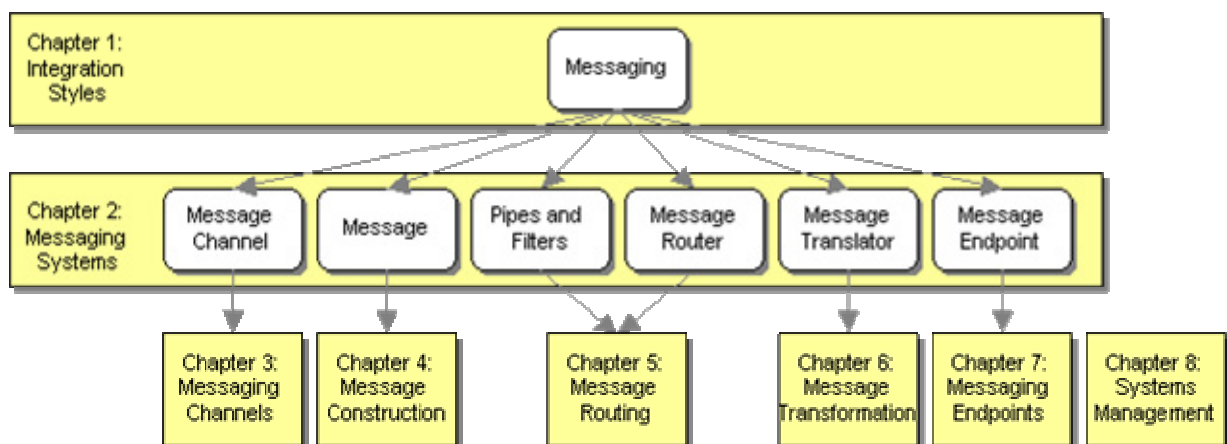 Chapter 1:
Integration
Styles
Messaging
Chapter 2:
Messaging
Systems
Message
Channel
Message
Pipes and
Filters
Message
Router
Message
Translator
Message
Endpoint
Chapter 3:
Messaging
Channels
Chapter 4:
Message
Construction
Chapter 5:
Message
Routing
Chapter 6:
Message
Transformation
Chapter 7:
Messaging
Endpoints
Chapter 8:
Systems
Management